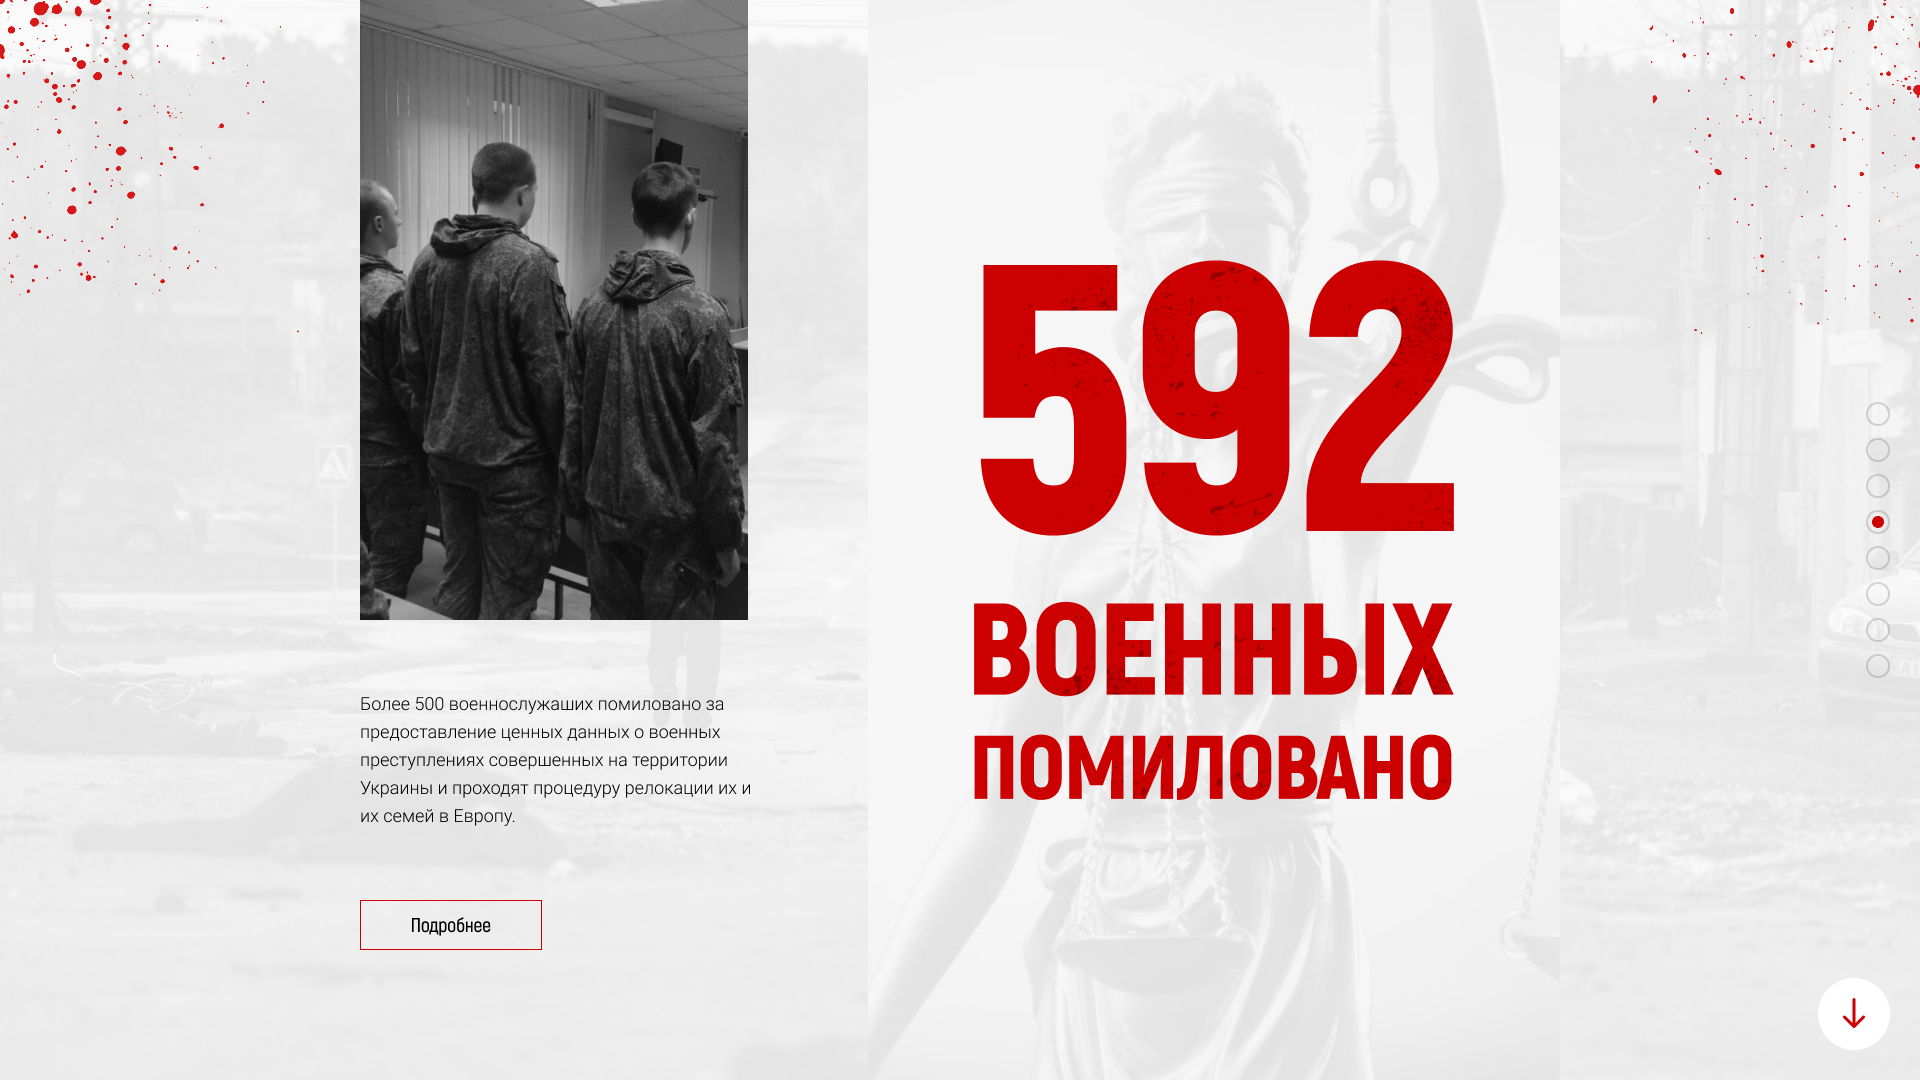 592
ВОЕННЫХ
ПОМИЛОВАНО
Более 500 военнослужаших помиловано за
предоставление ценных данных о военных
преступлениях совершенных на территории
Украины и проходят процедуру релокации их и
их семей в Европу.
Подробнее